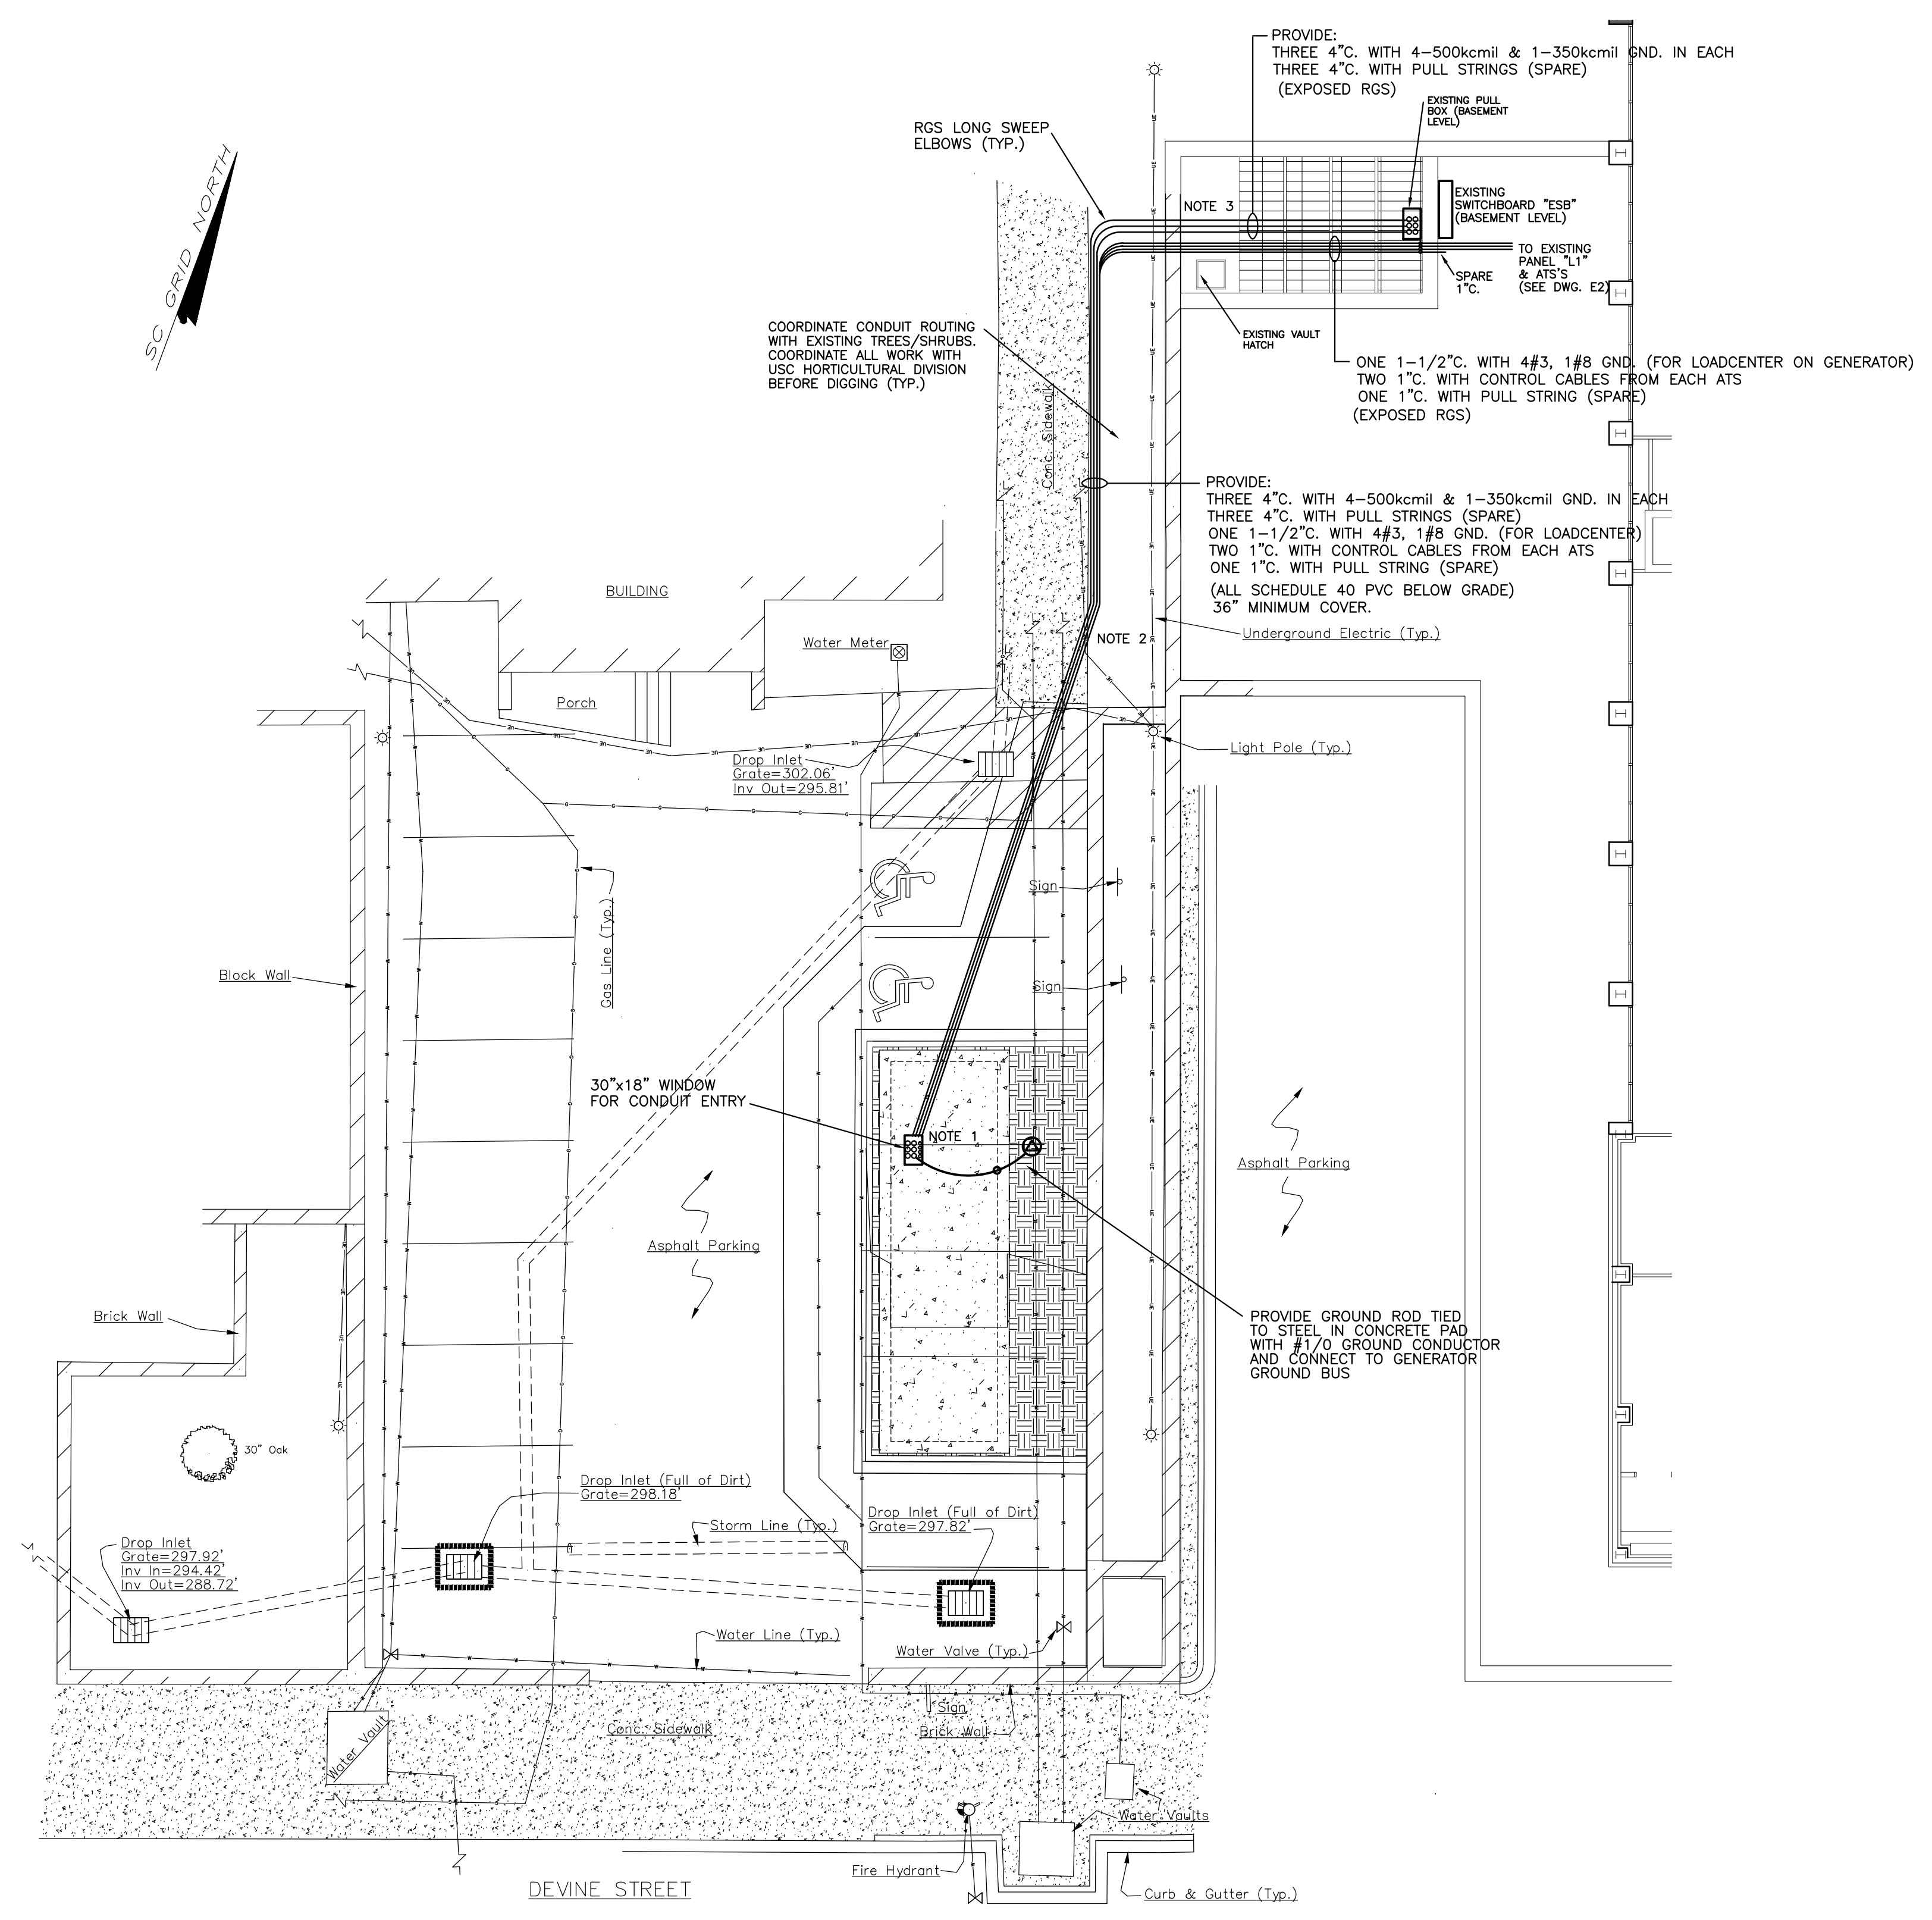 PROVIDE:
THREE 4"C. WITH 4-500kcmil & 1-350kcmil GND. IN EACH
THREE 4"C. WITH PULL STRINGS (SPARE)
(EXPOSED RGS)
EXISTING PULL
BOX (BASEMENT
LEVEL)
RGS LONG SWEEP
ELBOWS (TYP.)
SC GRID NORTH
NOTE 3
EXISTING
SWITCHBOARD "ESB"
(BASEMENT LEVEL)
TO EXISTING
PANEL "L1"
& ATS'S
(SEE DWG. E2)
SPARE
1"C.
EXISTING VAULT
HATCH
COORDINATE CONDUIT ROUTING
WITH EXISTING TREES/SHRUBS.
COORDINATE ALL WORK WITH
USC HORTICULTURAL DIVISION
BEFORE DIGGING (TYP.)
ONE 1-1/2"C. WITH 4#3, 1#8 GND. (FOR LOADCENTER ON GENERATOR)
TWO 1"C. WITH CONTROL CABLES FROM EACH ATS
ONE 1"C. WITH PULL STRING (SPARE)
(EXPOSED RGS)
Conc. Sidewalk
PROVIDE:
THREE 4"C. WITH 4-500kcmil & 1-350kcmil GND. IN EACH
THREE 4"C. WITH PULL STRINGS (SPARE)
ONE 1-1/2"C. WITH 4#3, 1#8 GND. (FOR LOADCENTER)
TWO 1"C. WITH CONTROL CABLES FROM EACH ATS
ONE 1"C. WITH PULL STRING (SPARE)
(ALL SCHEDULE 40 PVC BELOW GRADE)
36" MINIMUM COVER.
BUILDING
Water Meter
NOTE 2
Underground Electric (Typ.)
Porch
Light Pole (Typ.)
Drop Inlet
Grate=302.06'
Inv Out=295.81'
Sign
Gas Line (Typ.)
Block Wall
Sign
30"x18" WINDOW
FOR CONDUIT ENTRY
NOTE 1
Asphalt Parking
Asphalt Parking
Brick Wall
PROVIDE GROUND ROD TIED
TO STEEL IN CONCRETE PAD
WITH #1/0 GROUND CONDUCTOR
AND CONNECT TO GENERATOR
GROUND BUS
30" Oak
Drop Inlet (Full of Dirt)
Grate=298.18'
Drop Inlet (Full of Dirt)
Grate=297.82'
Storm Line (Typ.)
Drop Inlet
Grate=297.92'
Inv In=294.42'
Inv Out=288.72'
Water Line (Typ.)
Water Valve (Typ.)
Sign
Brick Wall
Conc. Sidewalk
Water Vault
Water Vaults
Fire Hydrant
DEVINE STREET
Curb & Gutter (Typ.)